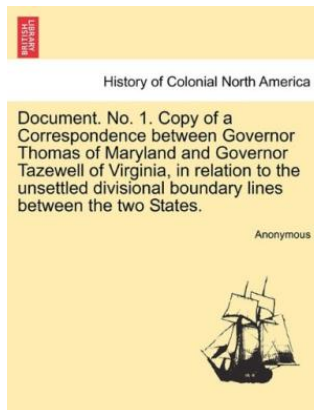 BRITISH
LIBRARY
History of Colonial North America
Document. No. 1. Copy of a
Correspondence between Governor
Thomas of Maryland and Governor
Tazewell of Virginia, in relation to the
unsettled divisional boundary lines
between the two States.
Anonymous